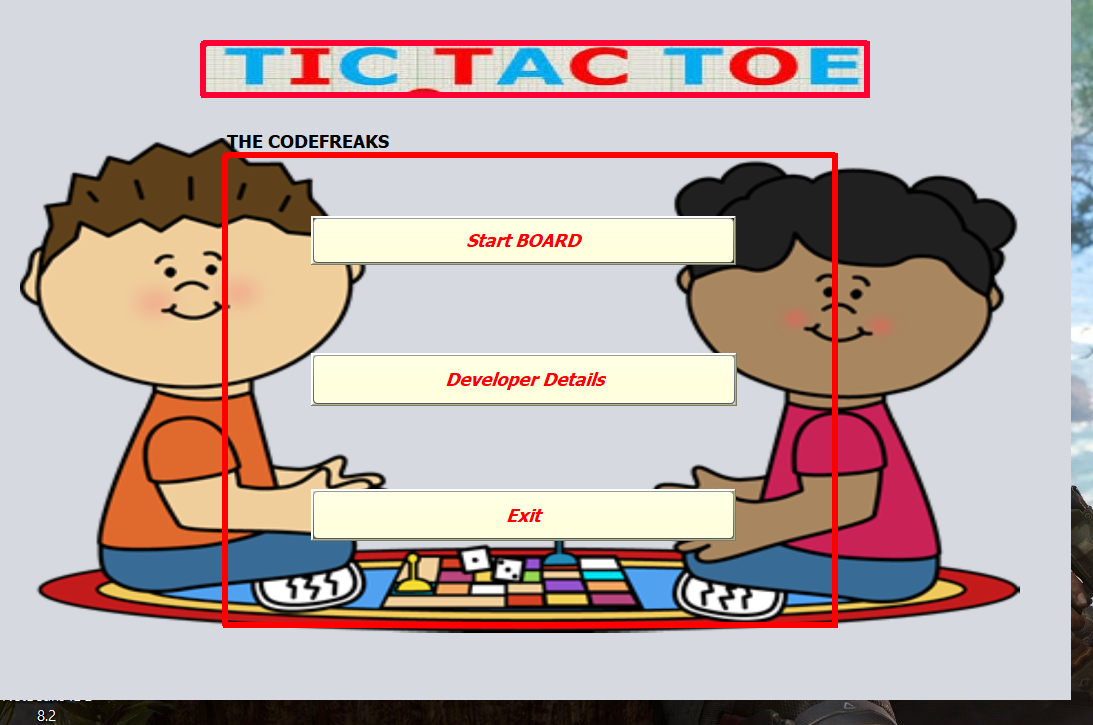 TIC TAC TOE
THE CODEFREAKS
Start BOARD
Developer Details
Exit
8.2